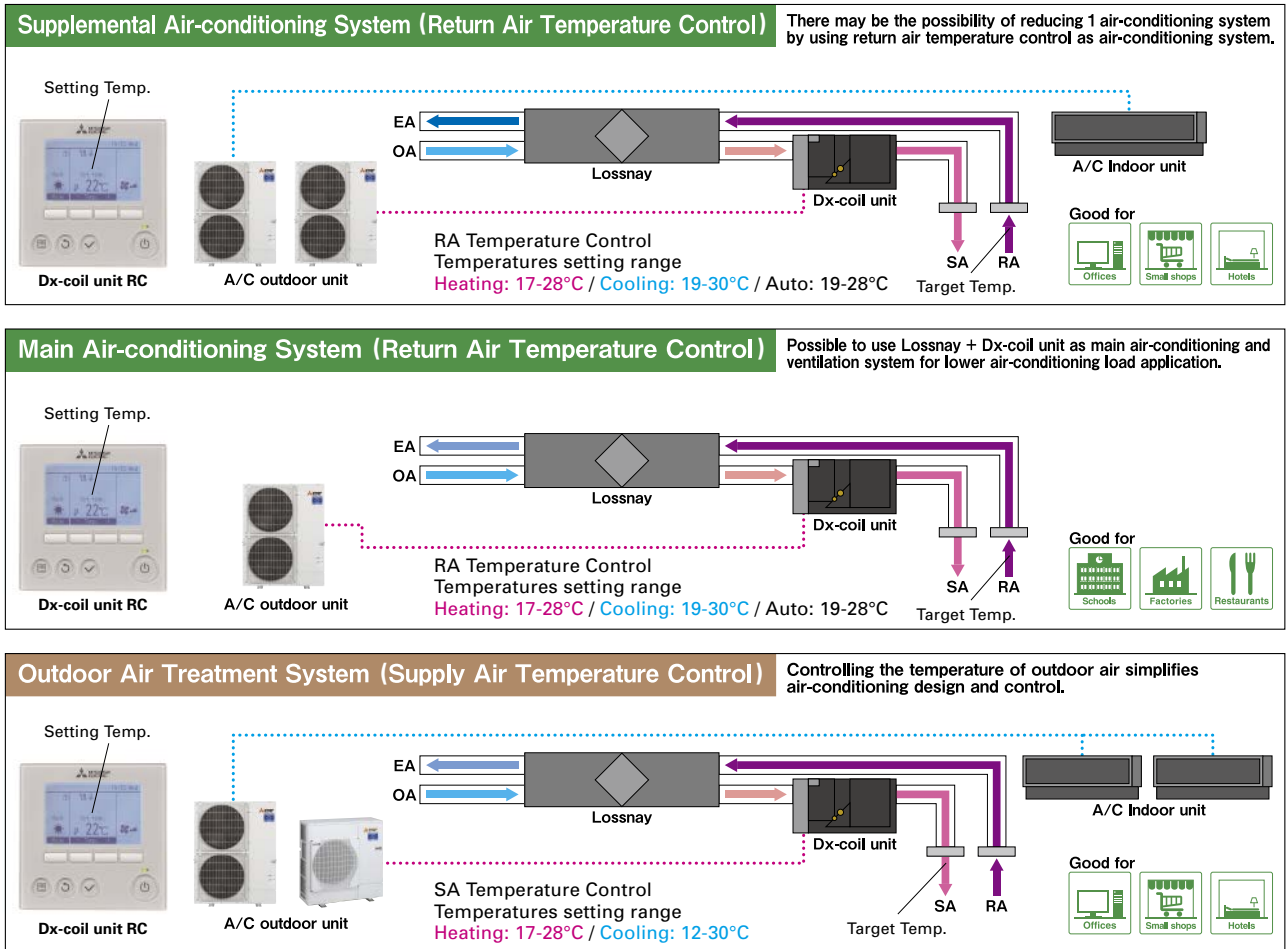 Supplemental Air-conditioning System (Return Air Temperature Control)
There may be the possibility of reducing 1 air-conditioning system
by using return air temperature control as air-conditioning system.
Setting Temp.
MITSUBISHI
ELECTRIC
22°C
Dx-coil unit RC
A/C outdoor unit
EA
OA
Lossnay
Dx-coil unit
RA Temperature Control
Temperatures setting range
Heating: 17-28°C / Cooling: 19-30°C / Auto: 19-28°C
SA
RA
Target Temp.
A/C Indoor unit
Good for
Offices
Small shops
Hotels
Main Air-conditioning System (Return Air Temperature Control)
Possible to use Lossnay + Dx-coil unit as main air-conditioning and
ventilation system for lower air-conditioning load application.
Setting Temp.
MITSUBISHI
ELECTRIC
22°C
Dx-coil unit RC
A/C outdoor unit
EA
OA
Lossnay
Dx-coil unit
RA Temperature Control
Temperatures setting range
Heating: 17-28°C / Cooling: 19-30°C / Auto: 19-28°C
SA
RA
Target Temp.
Good for
Schools
Factories
Restaurants
Outdoor Air Treatment System (Supply Air Temperature Control)
Controlling the temperature of outdoor air simplifies
air-conditioning design and control.
Setting Temp.
MITSUBISHI
ELECTRIC
22°C
Dx-coil unit RC
A/C outdoor unit
EA
OA
Lossnay
Dx-coil unit
SA Temperature Control
Temperatures setting range
Heating: 17-28°C / Cooling: 12-30°C
SA
RA
Target Temp.
A/C Indoor unit
Good for
Offices
Small shops
Hotels